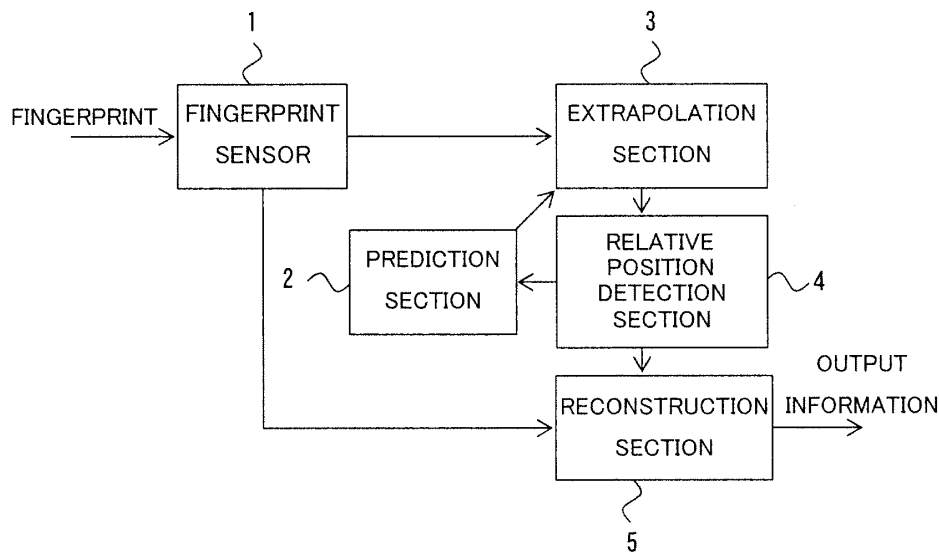 1
3
FINGERPRINT
FINGERPRINT
SENSOR
EXTRAPOLATION
SECTION
2
PREDICTION
SECTION
RELATIVE
POSITION
DETECTION
SECTION
4
RECONSTRUCTION
SECTION
OUTPUT
INFORMATION
5